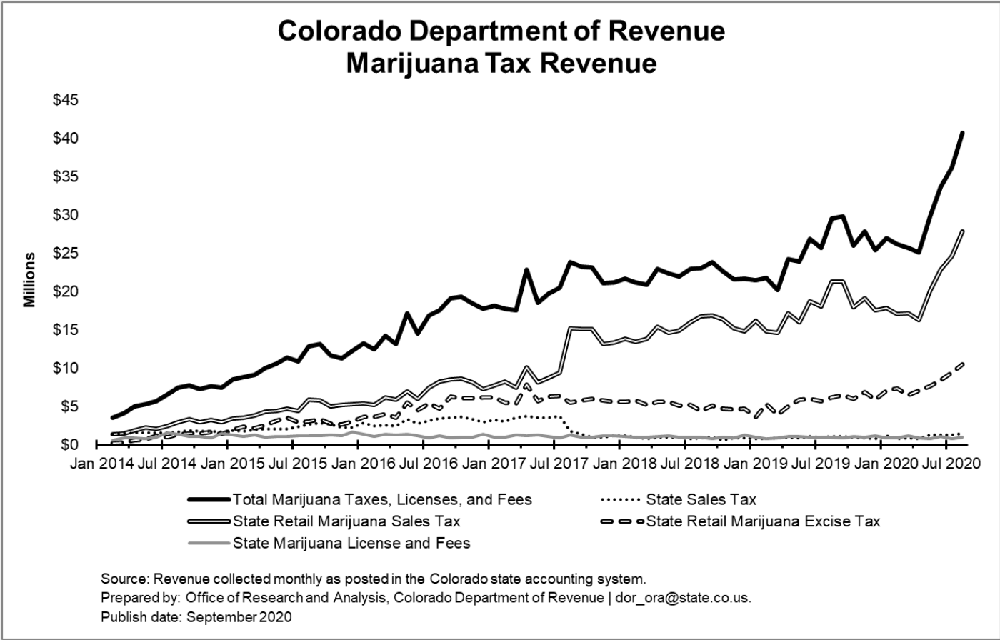 Colorado Department of Revenue
Marijuana Tax Revenue
$45
$40
$35
$30
$25
$20
$15
$10
$5
$0
Millions
Jan 2014 Jul 2014 Jan 2015 Jul 2015 Jan 2016 Jul 2016 Jan 2017 Jul 2017 Jan 2018 Jul 2018 Jan 2019 Jul 2019 Jan 2020 Jul 2020
Total Marijuana Taxes, Licenses, and Fees
State Sales Tax
State Retail Marijuana Sales Tax
State Retail Marijuana Excise Tax
State Marijuana License and Fees
Source: Revenue collected monthly as posted in the Colorado state accounting system.
Prepared by: Office of Research and Analysis, Colorado Department of Revenue | dor_ora@state.co.us.
Publish date: September 2020